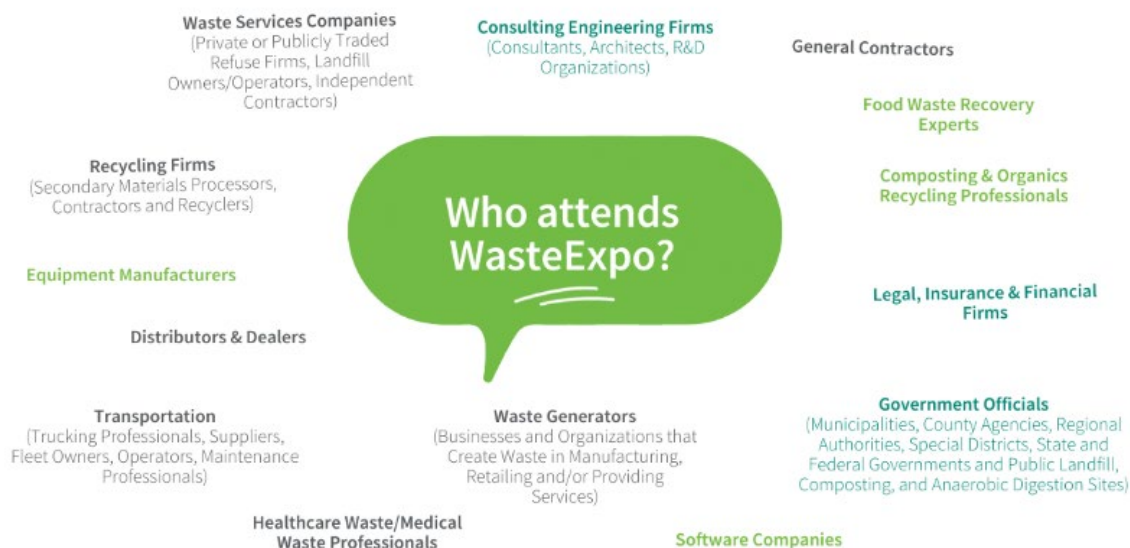 Waste Services Companies
(Private or Publicly Traded
Refuse Firms, Landfill
Owners/Operators, Independent
Contractors)
Consulting Engineering Firms
(Consultants, Architects, R&D
Organizations)
General Contractors
Food Waste Recovery
Experts
Recycling Firms
(Secondary Materials Processors,
Contractors and Recyclers)
Composting & Organics
Recycling Professionals
Who attends
WasteExpo?
Equipment Manufacturers
Legal, Insurance & Financial
Firms
Distributors & Dealers
Transportation
(Trucking Professionals, Suppliers,
Fleet Owners, Operators, Maintenance
Professionals)
Waste Generators
(Businesses and Organizations that
Create Waste in Manufacturing,
Retailing and/or Providing
Services)
Government Officials
(Municipalities, County Agencies, Regional
Authorities, Special Districts, State and
Federal Governments and Public Landfill,
Composting, and Anaerobic Digestion Sites)
Healthcare Waste/Medical
Waste Professionals
Software Companies